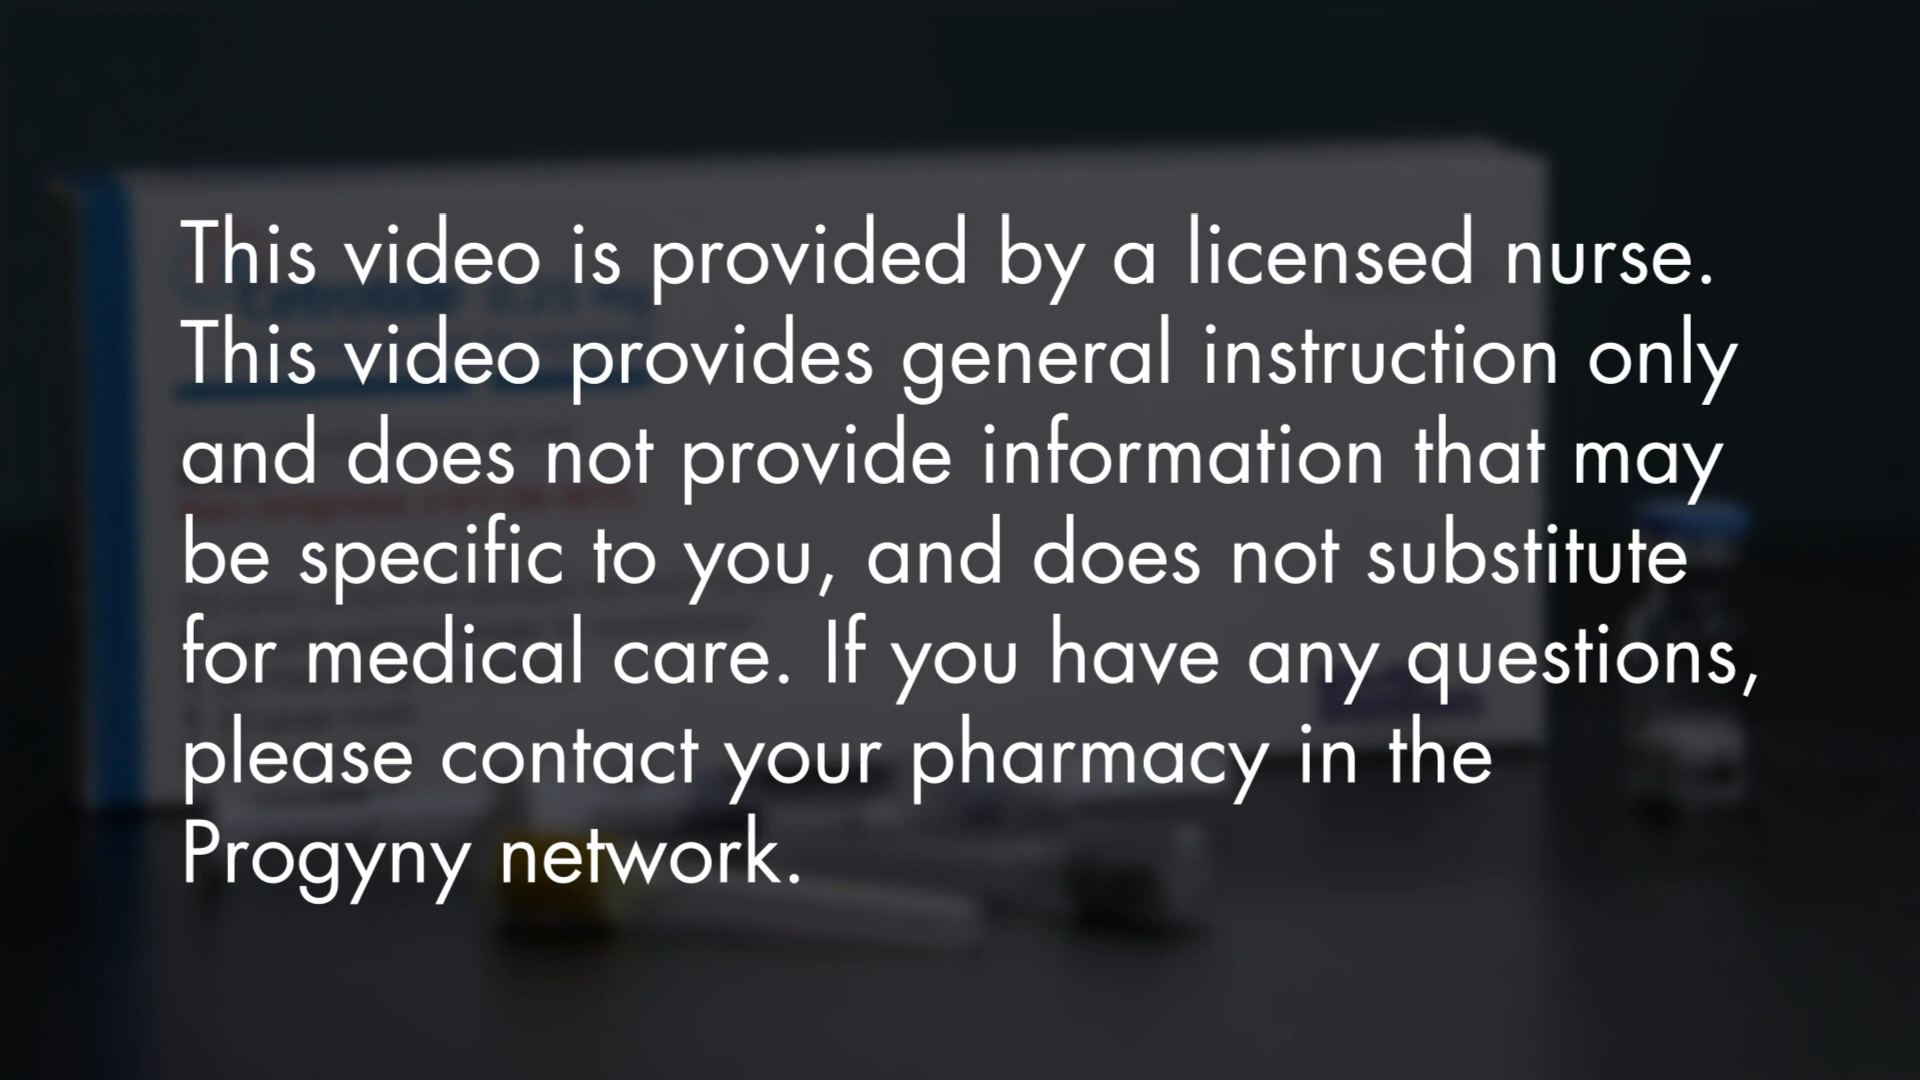 This video is provided by a licensed nurse.
This video provides general instruction only
and does not provide information that may
be specific to you, and does not substitute
for medical care. If you have any questions,
please contact your pharmacy in the
Progyny network.